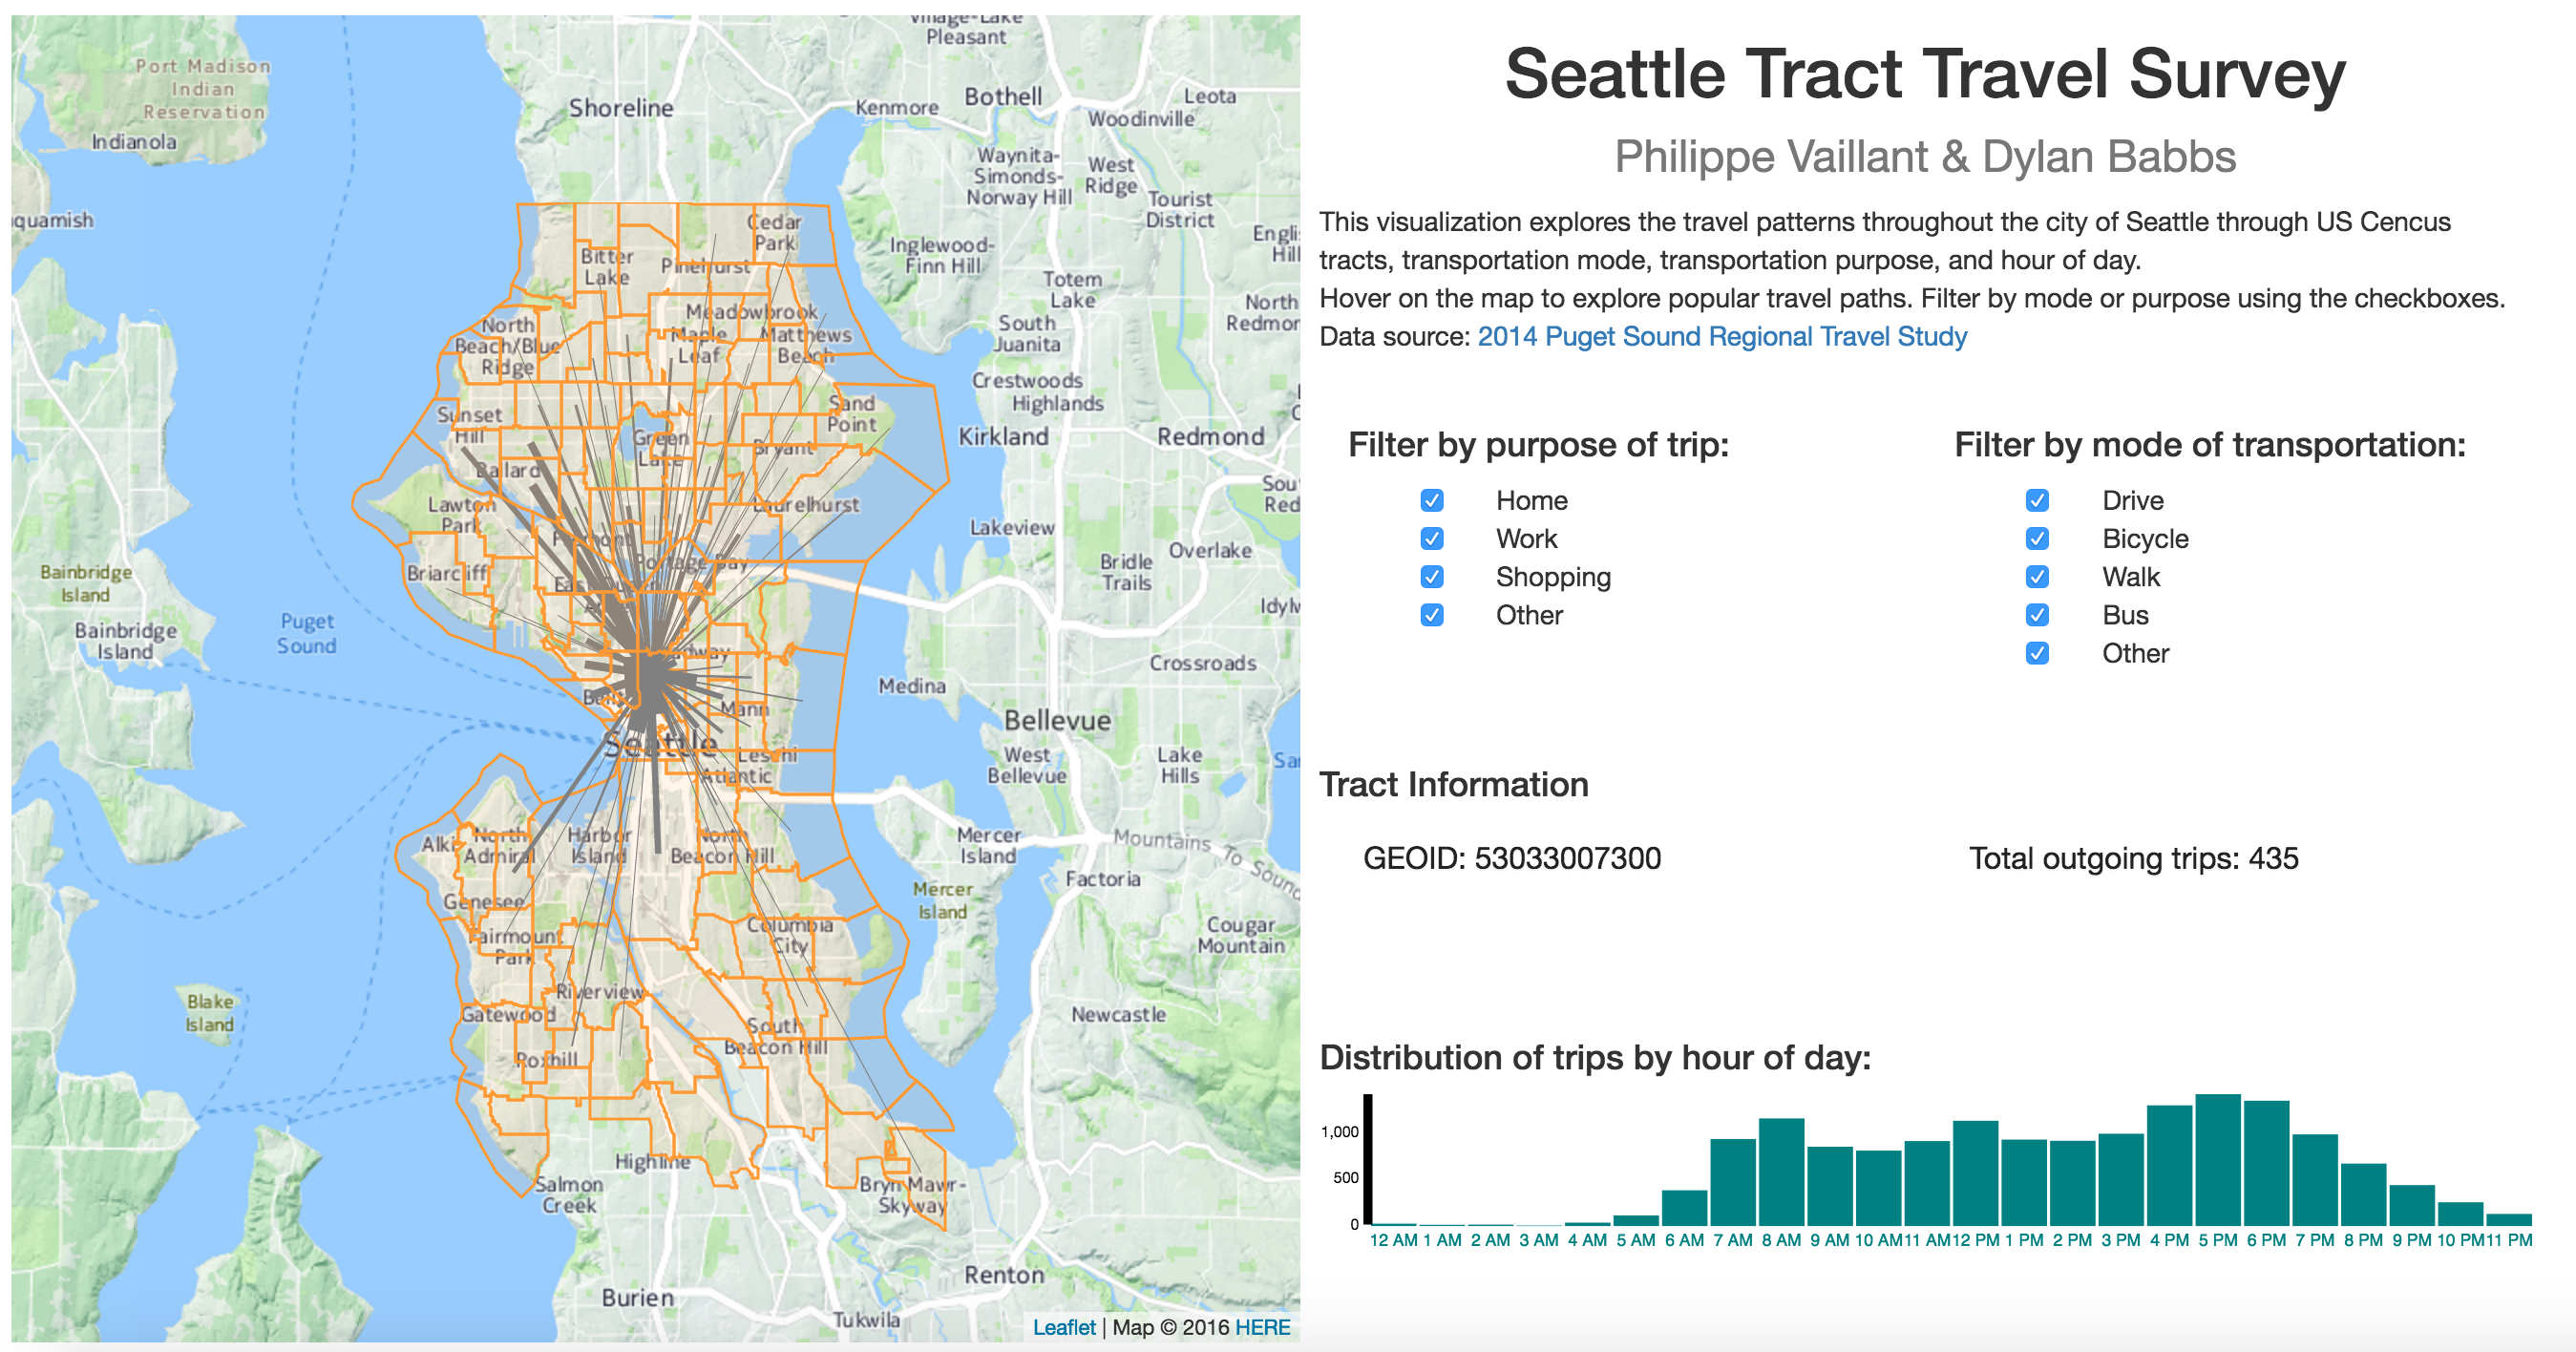 Village-Lake
Pleasant
Port Madison
Indian
Reservation
Indianola
Shoreline
Kenmore
Bothell
Leota
Woodinville
Waynita-
Simonds-
Norway Hill
West
Ridge
Tourist
District
quamish
Cedar
Park
Inglewood-
Finn Hill
Engli
Hill
Bitter
Lake
Pinehurst
Totem
Lake
North
Redmor
Meadowbrook
North
Beach/Blue
Ridge
Maple
Leaf
Matthews
Beach
South
Juanita
Crestwoods
Highlands
Sunset
Hill
Sand
Point
Green
Lake
Bryant
Kirkland
Redmond
Ballard
Lawton
Park
Laurelhurst
Sou
Red
Lakeview
Overlake
Portage Bay
Briarcliff
Bridle
Trails
Bainbridge
Island
Bainbridge
Island
Puget
Sound
Idylw
Crossroads
Medina
Mann
Bellevue
Seattle
Leschi
Atlantic
West
Bellevue
Lake
Hills
Sa
Alki
North
Admiral
Harbor
Island
North
Beacon Hill
Mercer
Island
Mountains To Sound
Factoria
Mercer
Island
Genesee
Fairmount
Park
Columbia
City
Cougar
Mountain
Riverview
Blake
Island
Gatewood
South
Beacon Hill
Newcastle
Roxhill
Highline
Salmon
Creek
Bryn Mawr-
Skyway
Renton
Burien
Tukwila
Leaflet | Map © 2016 HERE
Seattle Tract Travel Survey
Philippe Vaillant & Dylan Babbs
This visualization explores the travel patterns throughout the city of Seattle through US Cencus
tracts, transportation mode, transportation purpose, and hour of day.
Hover on the map to explore popular travel paths. Filter by mode or purpose using the checkboxes.
Data source: 2014 Puget Sound Regional Travel Study
Filter by purpose of trip:
Home
Work
Shopping
Other
Filter by mode of transportation:
Drive
Bicycle
Walk
Bus
Other
Tract Information
GEOID: 53033007300
Total outgoing trips: 435
Distribution of trips by hour of day:
1,000
500
0
12 AM 1 AM 2 AM 3 AM 4 AM 5 AM 6 AM 7 AM 8 AM 9 AM 10 AM 11 AM 12 PM 1 PM 2 PM 3 PM 4 PM 5 PM 6 PM 7 PM 8 PM 9 PM 10 PM 11 PM